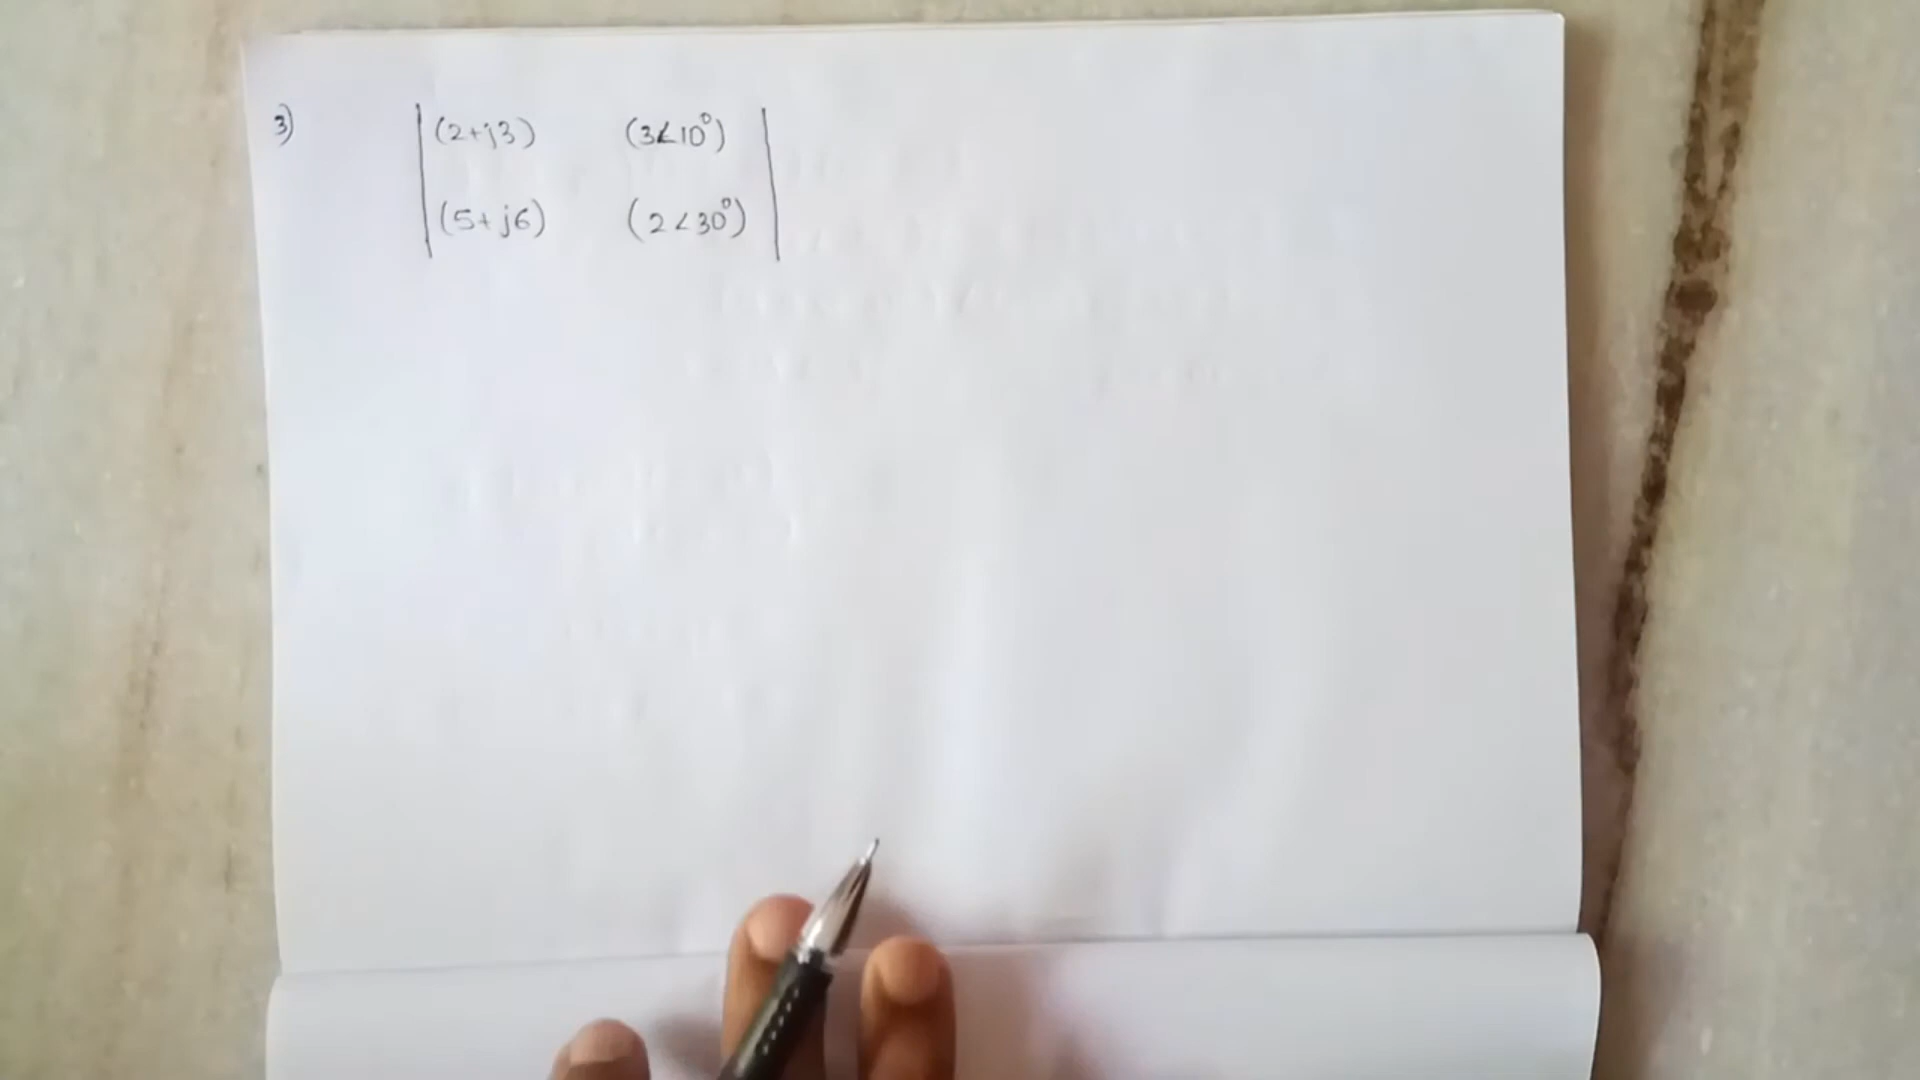 3) | (2+j3) (3∠10°) |
| (5+j6) (2∠30°) |